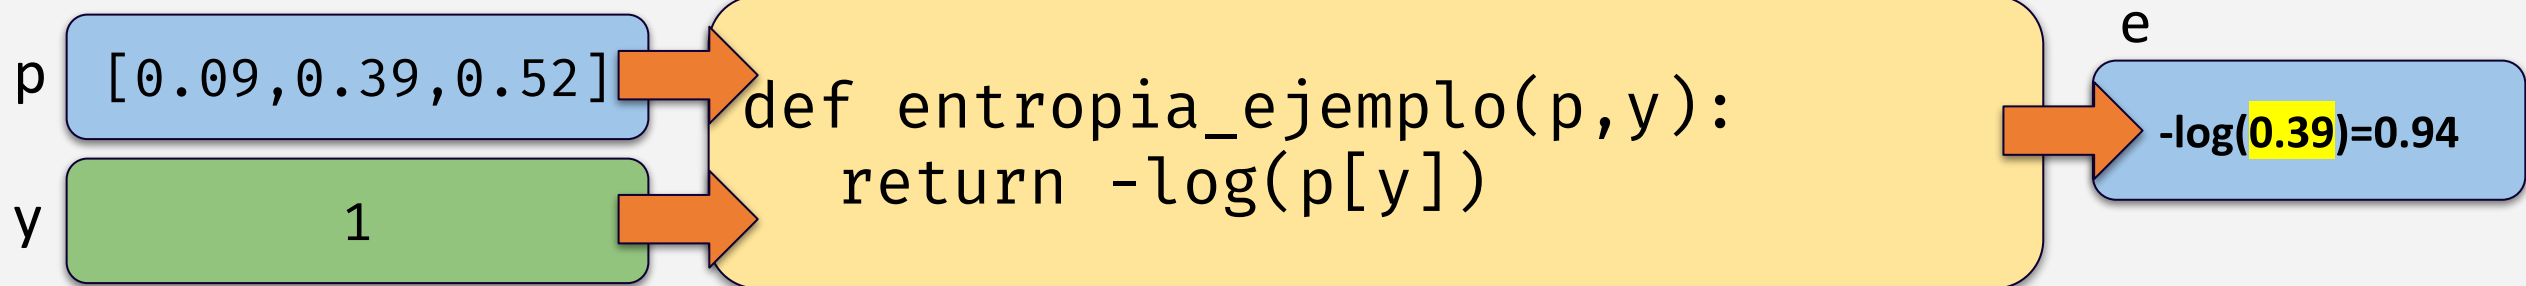 p
[0.09,0.39,0.52]
y
1
def entropia_ejemplo(p,y):
return -log(p[y])
e
-log(0.39)=0.94